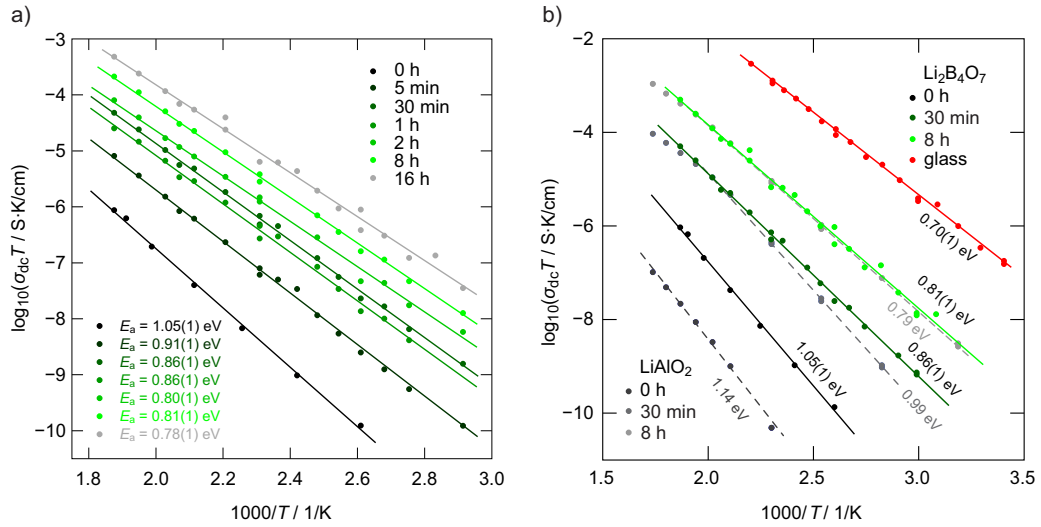 a)
log₁₀(σdcT / S·K/cm)
−3
−4
−5
−6
−7
−8
−9
−10
0 h
5 min
30 min
1 h
2 h
8 h
16 h
Eₐ = 1.05(1) eV
Eₐ = 0.91(1) eV
Eₐ = 0.86(1) eV
Eₐ = 0.86(1) eV
Eₐ = 0.80(1) eV
Eₐ = 0.81(1) eV
Eₐ = 0.78(1) eV
1.8 2.0 2.2 2.4 2.6 2.8 3.0
1000/T / 1/K
b)
log₁₀(σdcT / S·K/cm)
−2
−4
−6
−8
−10
Li₂B₄O₇
0 h
30 min
8 h
glass
0.70(1) eV
0.81(1) eV
0.79 eV
0.86(1) eV
1.05(1) eV
0.99 eV
1.14 eV
LiAlO₂
0 h
30 min
8 h
1.5 2.0 2.5 3.0 3.5
1000/T / 1/K